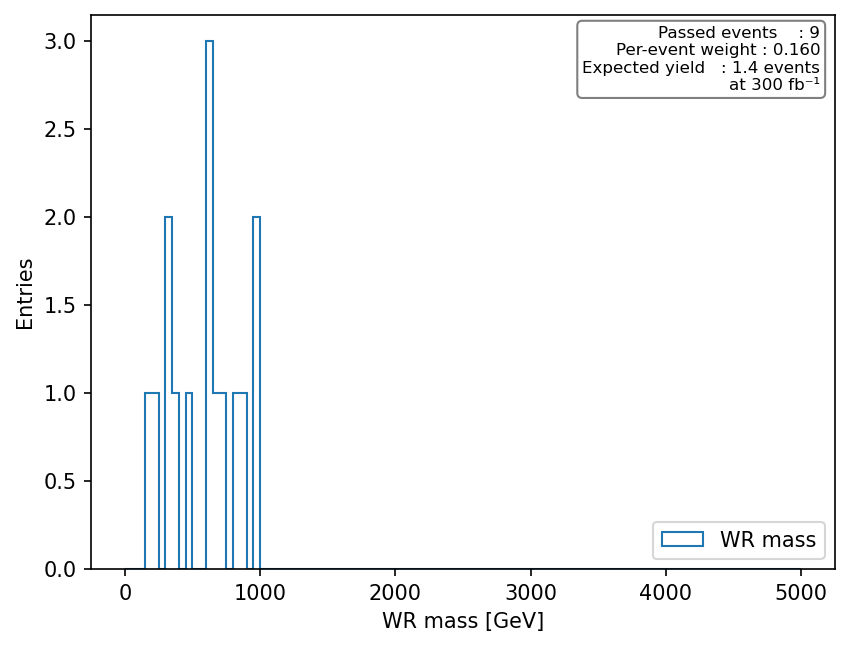 Passed events    : 9
Per-event weight : 0.160
Expected yield   : 1.4 events
at 300 fb⁻¹
3.0
2.5
2.0
1.5
1.0
0.5
0.0
Entries
WR mass
0 1000 2000 3000 4000 5000
WR mass [GeV]